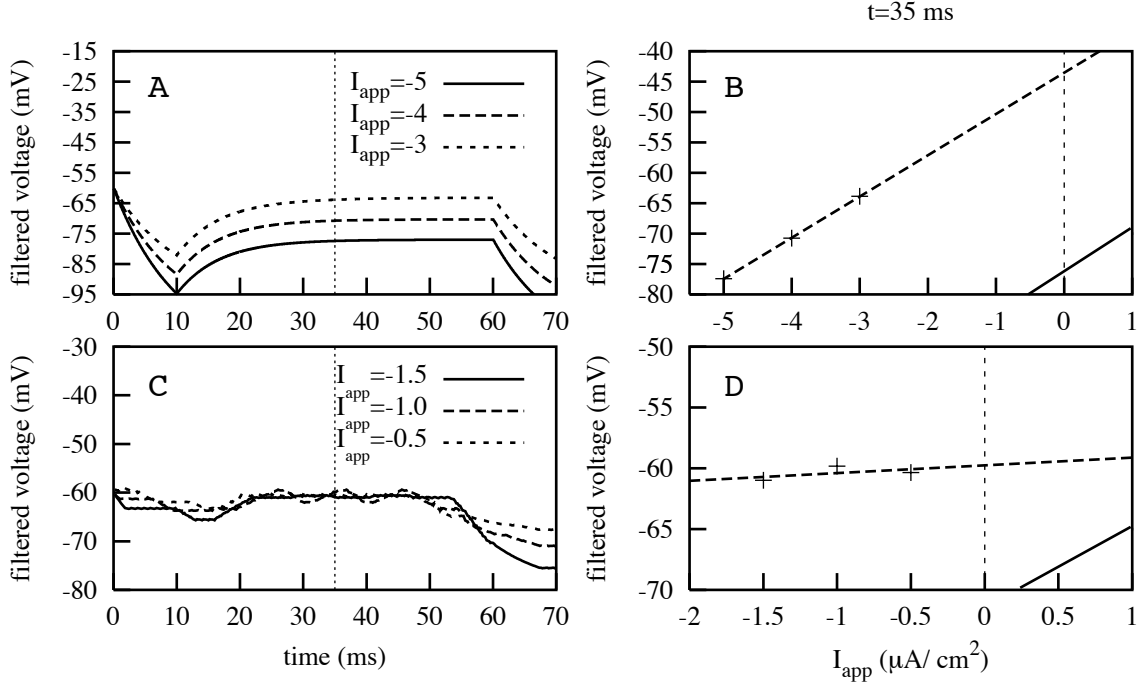 t=35 ms
A
I_app=-5
I_app=-4
I_app=-3
filtered voltage (mV)
-15
-25
-35
-45
-55
-65
-75
-85
-95
0 10 20 30 40 50 60 70
B
filtered voltage (mV)
-40
-45
-50
-55
-60
-65
-70
-75
-80
-5 -4 -3 -2 -1 0 1
C
I_app=-1.5
I_app=-1.0
I_app=-0.5
filtered voltage (mV)
-30
-40
-50
-60
-70
-80
0 10 20 30 40 50 60 70
time (ms)
D
filtered voltage (mV)
-50
-55
-60
-65
-70
-2 -1.5 -1 -0.5 0 0.5 1
I_app (μA/ cm²)